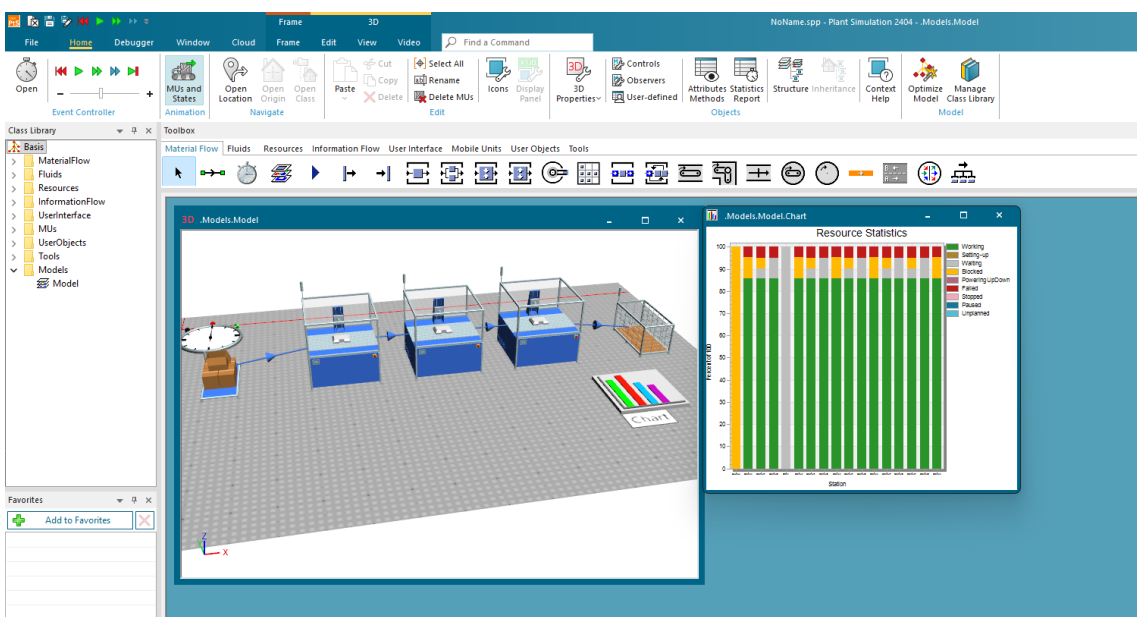 Frame 3D NoName.spp - Plant Simulation 2404 - .Models.Model
File Home Debugger Window Cloud Frame Edit View Video Find a Command
Open
Event Controller
MUs and States
Animation
Open Location
Open Origin
Open Class
Navigate
Paste
Cut
Copy
Delete
Select All
Rename
Delete MUs
Icons
Display Panel
Edit
3D Properties
Controls
Observers
User-defined
Attributes Methods
Statistics Report
Structure
Inheritance
Objects
Context Help
Optimize Model
Manage Class Library
Model
Class Library
Basis
MaterialFlow
Fluids
Resources
InformationFlow
UserInterface
MUs
UserObjects
Tools
Models
Model
Favorites
Add to Favorites
Toolbox
Material Flow Fluids Resources Information Flow User Interface Mobile Units User Objects Tools
3D .Models.Model
Chart
Z
X
.Models.Model.Chart
Resource Statistics
100
90
80
70
60
50
40
30
20
10
0
Station
Working
Setting-up
Waiting
Blocked
PoweringUpDown
Failed
Stopped
Paused
Unplanned